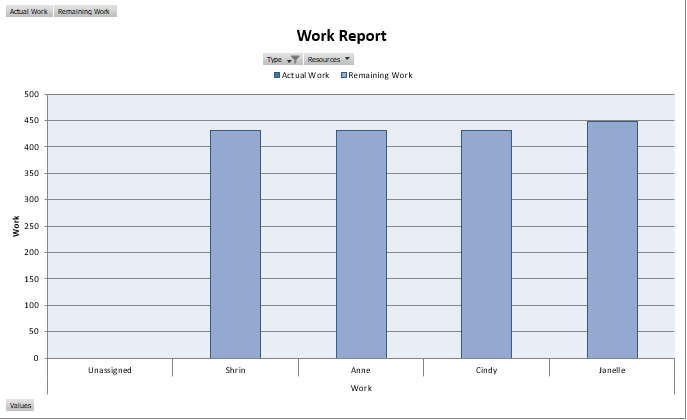 Actual Work Remaining Work
Work Report
Type Resources
Actual Work Remaining Work
500
450
400
350
300
250
200
150
100
50
0
Work
Unassigned Shrin Anne Cindy Janelle
Work
Values